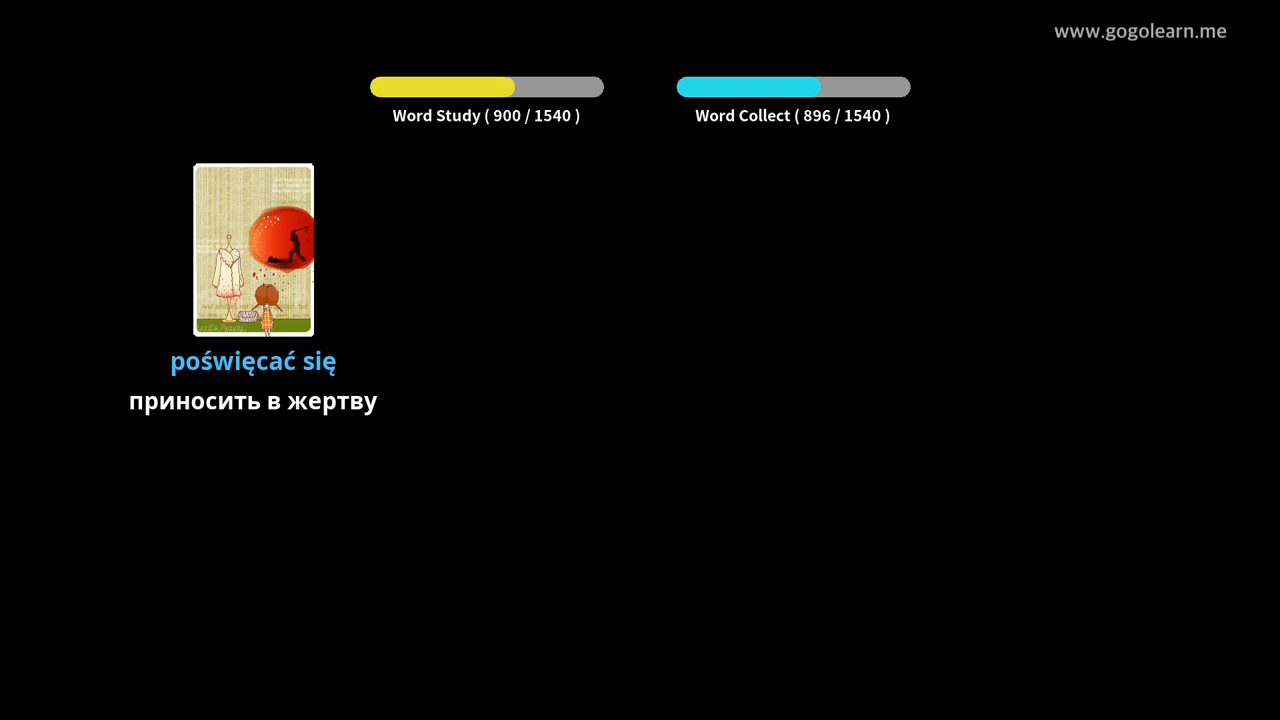 www.gogolearn.me
Word Study ( 900 / 1540 )
Word Collect ( 896 / 1540 )
poświęcać się
приносить в жертву